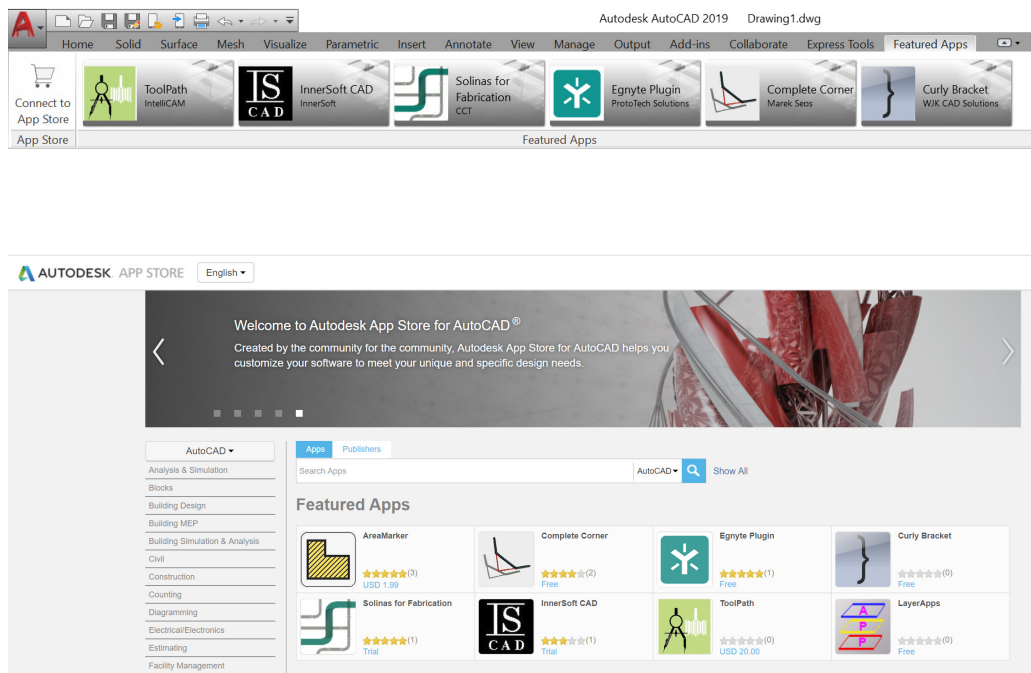 Autodesk AutoCAD 2019 Drawing1.dwg
Home Solid Surface Mesh Visualize Parametric Insert Annotate View Manage Output Add-ins Collaborate Express Tools Featured Apps
Connect to
App Store
ToolPath
IntelliCAM
IS
CAD
InnerSoft CAD
InnerSoft
Solinas for
Fabrication
CCT
Egnyte Plugin
ProtoTech Solutions
Complete Corner
Marek Seos
Curly Bracket
WJK CAD Solutions
App Store Featured Apps
AUTODESK. APP STORE English
Welcome to Autodesk App Store for AutoCAD ®
Created by the community for the community, Autodesk App Store for AutoCAD helps you
customize your software to meet your unique and specific design needs.
AutoCAD
Analysis & Simulation
Blocks
Building Design
Building MEP
Building Simulation & Analysis
Civil
Construction
Counting
Diagramming
Electrical/Electronics
Estimating
Facility Management
Apps Publishers
Search Apps AutoCAD Show All
Featured Apps
AreaMarker
(3)
USD 1.99
Complete Corner
(2)
Free
Egnyte Plugin
(1)
Free
Curly Bracket
(0)
Free
Solinas for Fabrication
(1)
Trial
IS
CAD
InnerSoft CAD
(1)
Trial
ToolPath
(0)
USD 20.00
A
P
P
LayerApps
(0)
Free